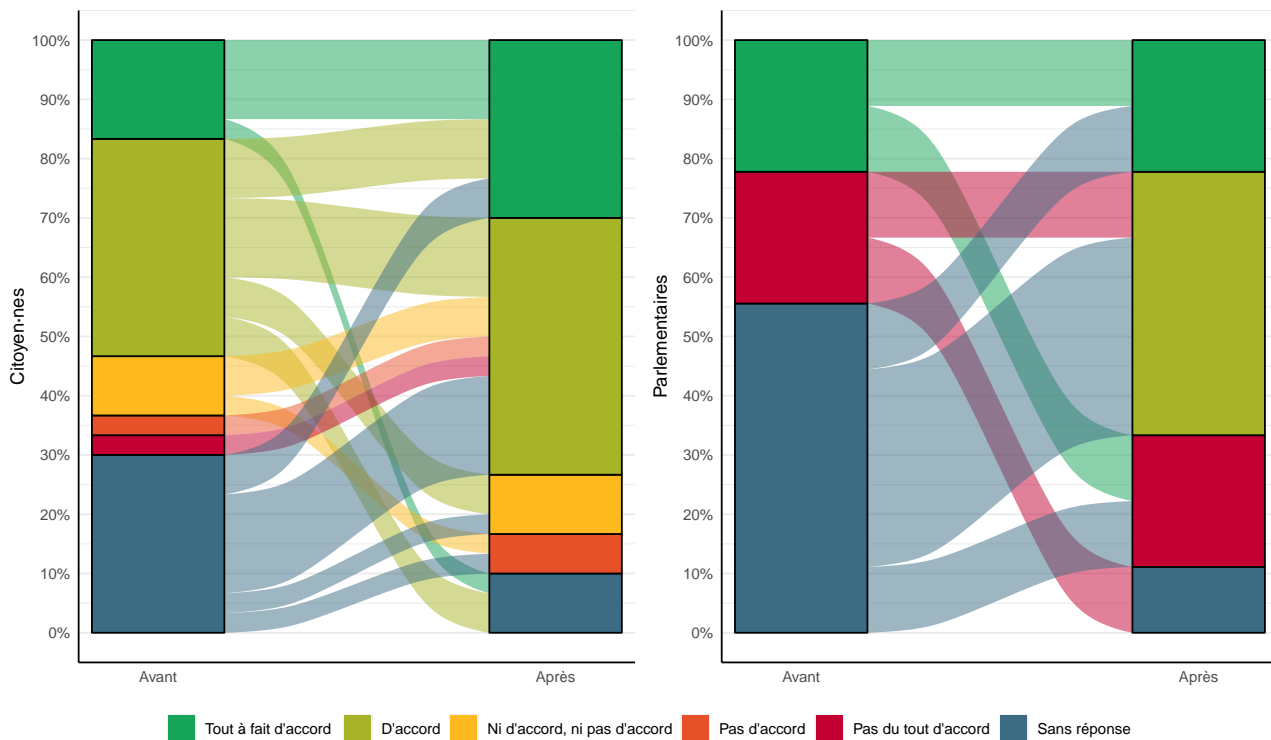 Citoyen·nes
100%
90%
80%
70%
60%
50%
40%
30%
20%
10%
0%
Avant
Après
Parlementaires
100%
90%
80%
70%
60%
50%
40%
30%
20%
10%
0%
Avant
Après
Tout à fait d'accord
D'accord
Ni d'accord, ni pas d'accord
Pas d'accord
Pas du tout d'accord
Sans réponse